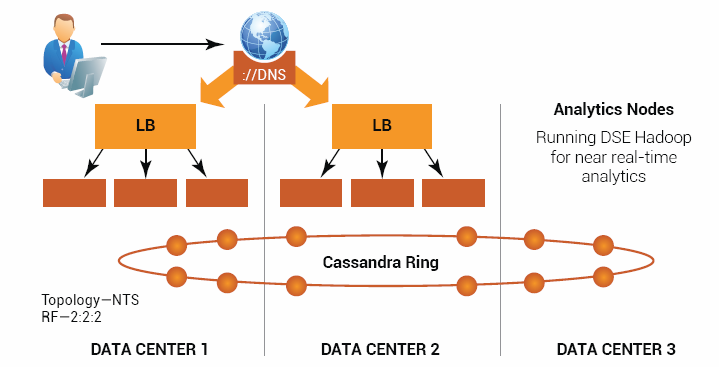 ://DNS
LB
LB
Analytics Nodes
Running DSE Hadoop
for near real-time
analytics
Cassandra Ring
Topology—NTS
RF—2:2:2
DATA CENTER 1
DATA CENTER 2
DATA CENTER 3